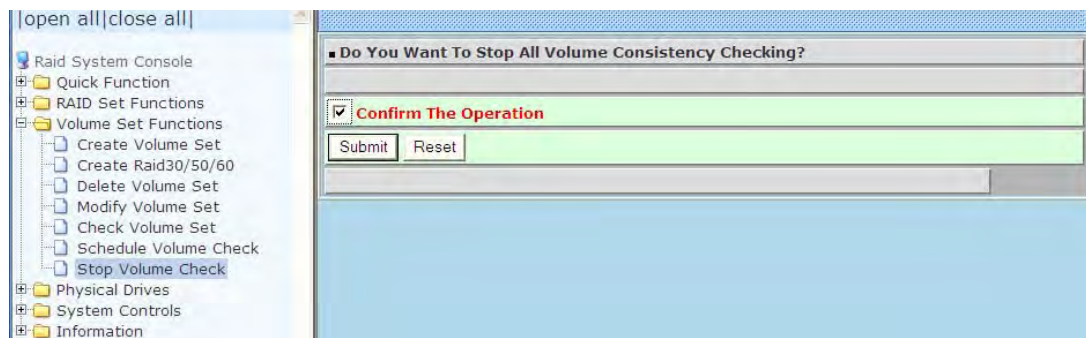 |open all|close all|
Raid System Console
Quick Function
RAID Set Functions
Volume Set Functions
Create Volume Set
Create Raid30/50/60
Delete Volume Set
Modify Volume Set
Check Volume Set
Schedule Volume Check
Stop Volume Check
Physical Drives
System Controls
Information
Do You Want To Stop All Volume Consistency Checking?
Confirm The Operation
Submit Reset